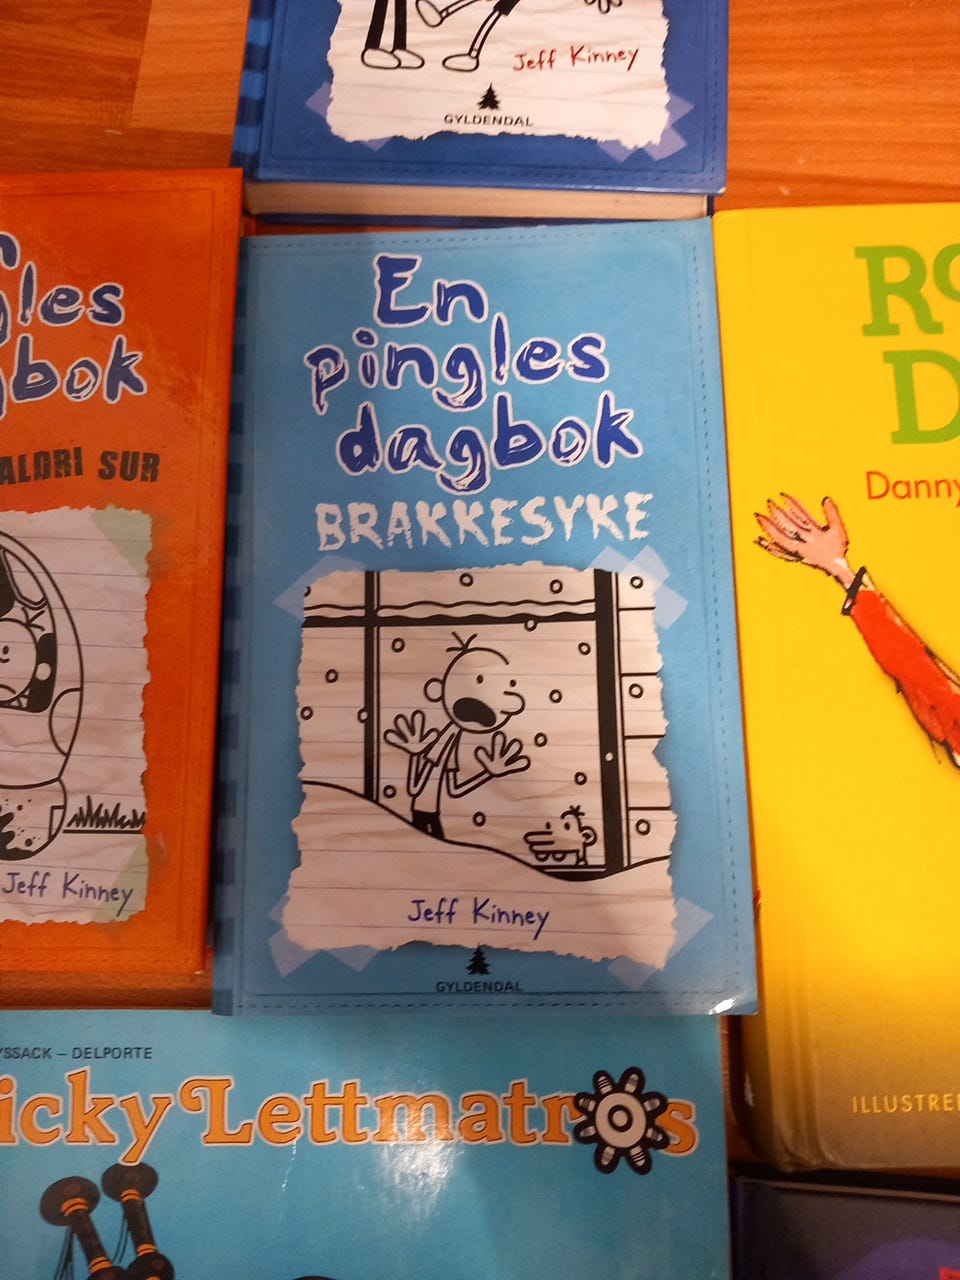 Jeff Kinney
GYLDENDAL
gles
gbok
ALDRI SUR
Jeff Kinney
En
pingles
dagbok
BRAKKESYKE
Jeff Kinney
GYLDENDAL
RO
D
Danny
ILLUSTRE
YSSACK – DELPORTE
icky Lettmatros